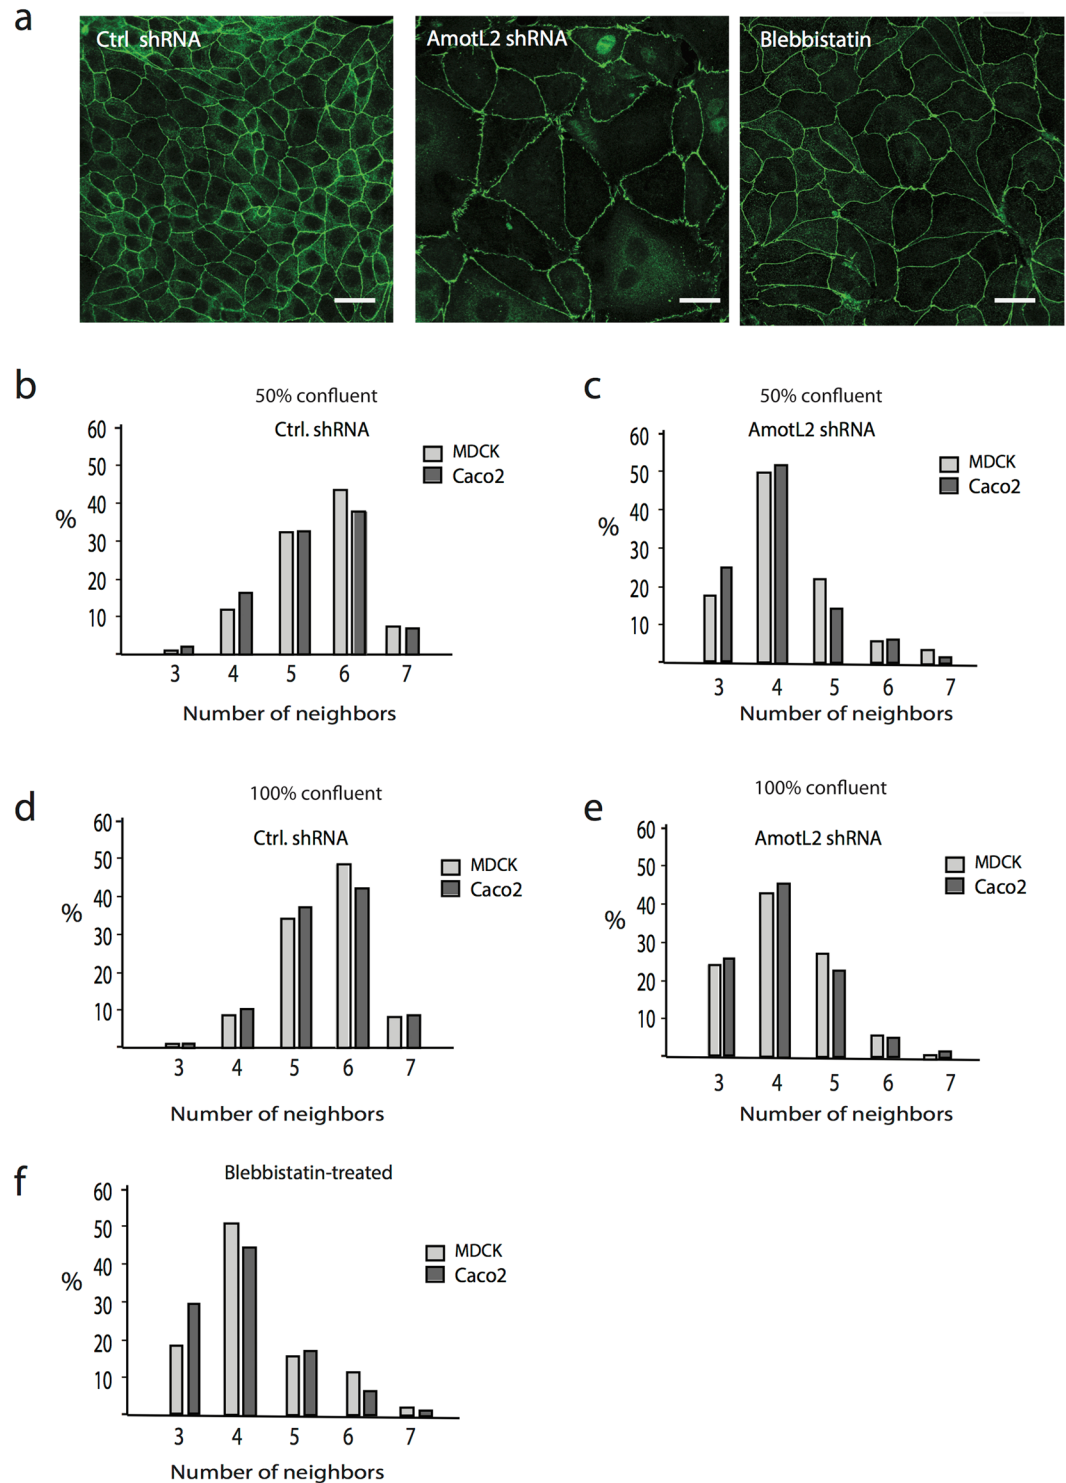 a
Ctrl shRNA
AmotL2 shRNA
Blebbistatin
b
50% confluent
Ctrl. shRNA
60
50
40
30
20
10
%
MDCK
Caco2
3 4 5 6 7
Number of neighbors
c
50% confluent
AmotL2 shRNA
60
50
40
30
20
10
%
MDCK
Caco2
3 4 5 6 7
Number of neighbors
d
100% confluent
Ctrl. shRNA
60
50
40
30
20
10
%
MDCK
Caco2
3 4 5 6 7
Number of neighbors
e
100% confluent
AmotL2 shRNA
60
50
40
30
20
10
%
MDCK
Caco2
3 4 5 6 7
Number of neighbors
f
Blebbistatin-treated
60
50
40
30
20
10
%
MDCK
Caco2
3 4 5 6 7
Number of neighbors